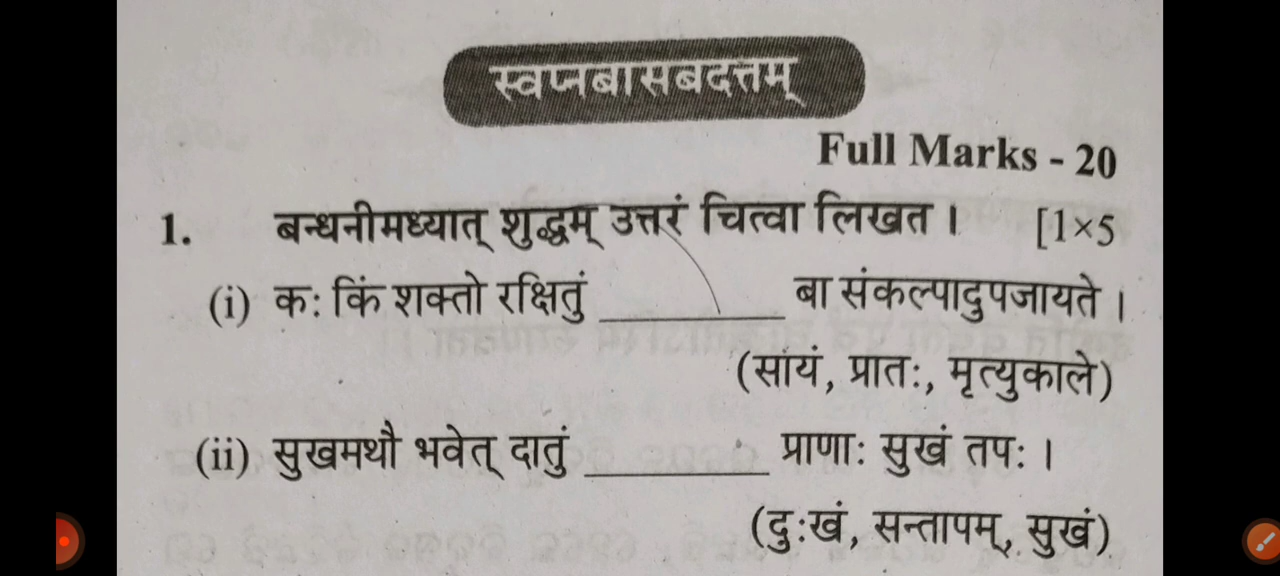 स्वप्नबासबदत्तम्
Full Marks - 20
1. बन्धनीमध्यात् शुद्धम् उत्तरं चित्वा लिखत । [1×5
(i) कः किं शक्तो रक्षितुं ________ बा संकल्पादुपजायते ।
(सायं, प्रातः, मृत्युकाले)
(ii) सुखमथौ भवेत् दातुं ________ प्राणाः सुखं तपः ।
(दुःखं, सन्तापम्, सुखं)